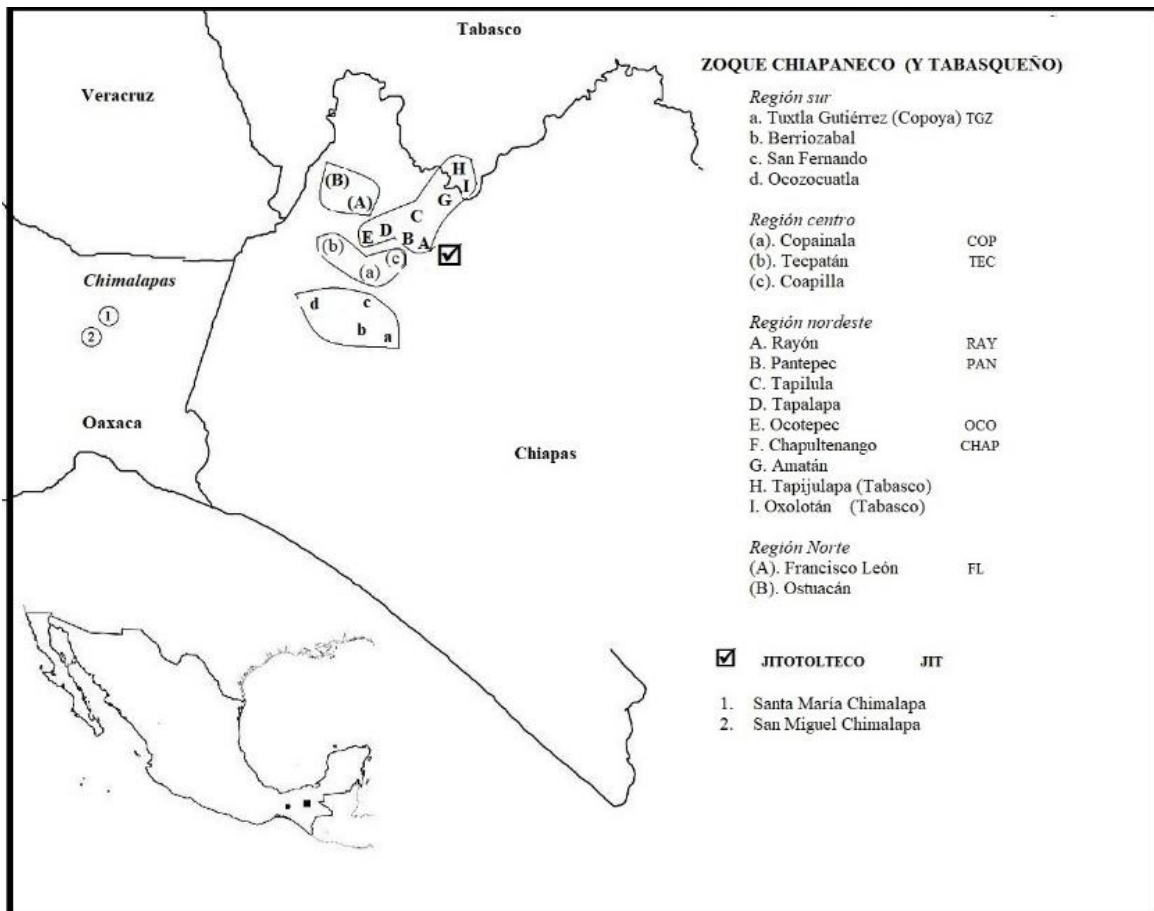 Tabasco
Veracruz
Chimalapas
1
2
Oaxaca
Chiapas
(B)
(A)
H
I
G
C
D
E
B
A
(b)
(c)
(a)
d
c
b
a
ZOQUE CHIAPANECO (Y TABASQUEÑO)
Región sur
a. Tuxtla Gutiérrez (Copoya) TGZ
b. Berriozabal
c. San Fernando
d. Ocozocuatla
Región centro
(a). Copainala COP
(b). Tecpatán TEC
(c). Coapilla
Región nordeste
A. Rayón RAY
B. Pantepec PAN
C. Tapilula
D. Tapalapa
E. Ocotepec OCO
F. Chapultenango CHAP
G. Amatán
H. Tapijulapa (Tabasco)
I. Oxolotán (Tabasco)
Región Norte
(A). Francisco León FL
(B). Ostuacán
JITOTOLTECO JIT
1. Santa María Chimalapa
2. San Miguel Chimalapa